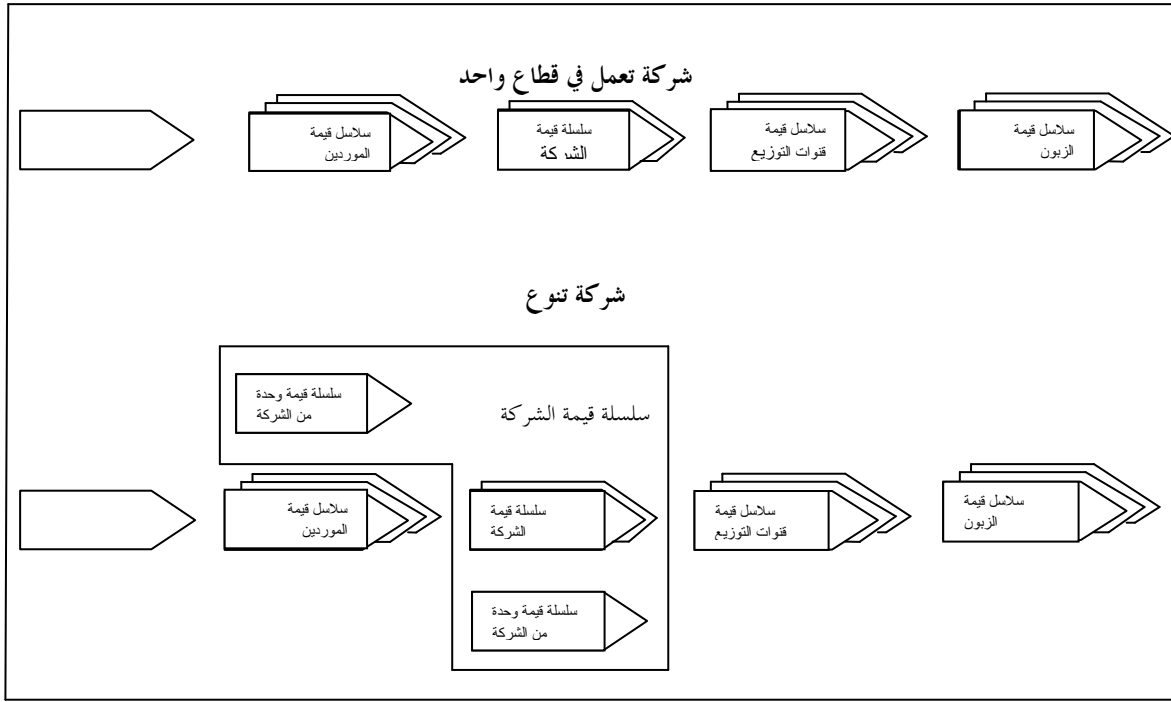 شركة تعمل في قطاع واحد
سلاسل قيمة
الموردين
سلسلة قيمة
الشركة
سلاسل قيمة
قنوات التوزيع
سلاسل قيمة
الزبون
شركة تنوع
سلسلة قيمة وحدة
من الشركة
سلسلة قيمة الشركة
سلاسل قيمة
الموردين
سلسلة قيمة
الشركة
سلاسل قيمة
قنوات التوزيع
سلاسل قيمة
الزبون
سلسلة قيمة وحدة
من الشركة